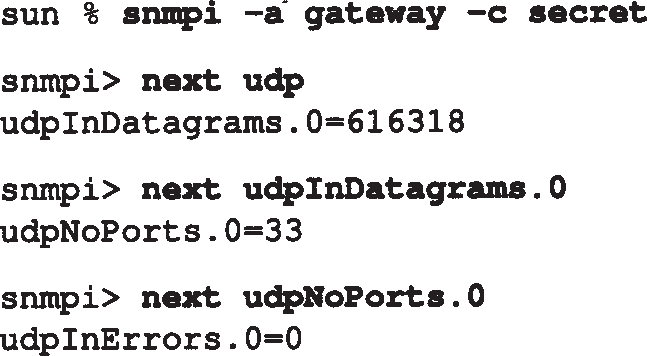 sun % snmpi -a gateway -c secret
snmpi> next udp
udpInDatagrams.0=616318
snmpi> next udpInDatagrams.0
udpNoPorts.0=33
snmpi> next udpNoPorts.0
udpInErrors.0=0